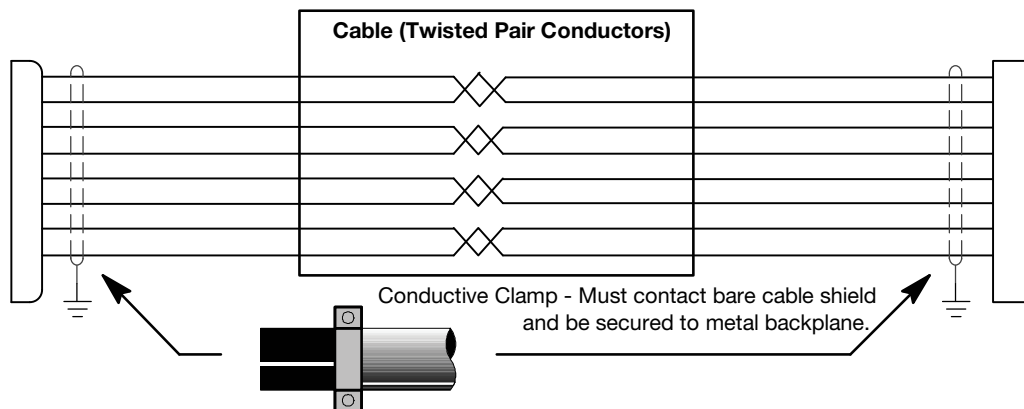 Cable (Twisted Pair Conductors)
Conductive Clamp - Must contact bare cable shield
and be secured to metal backplane.